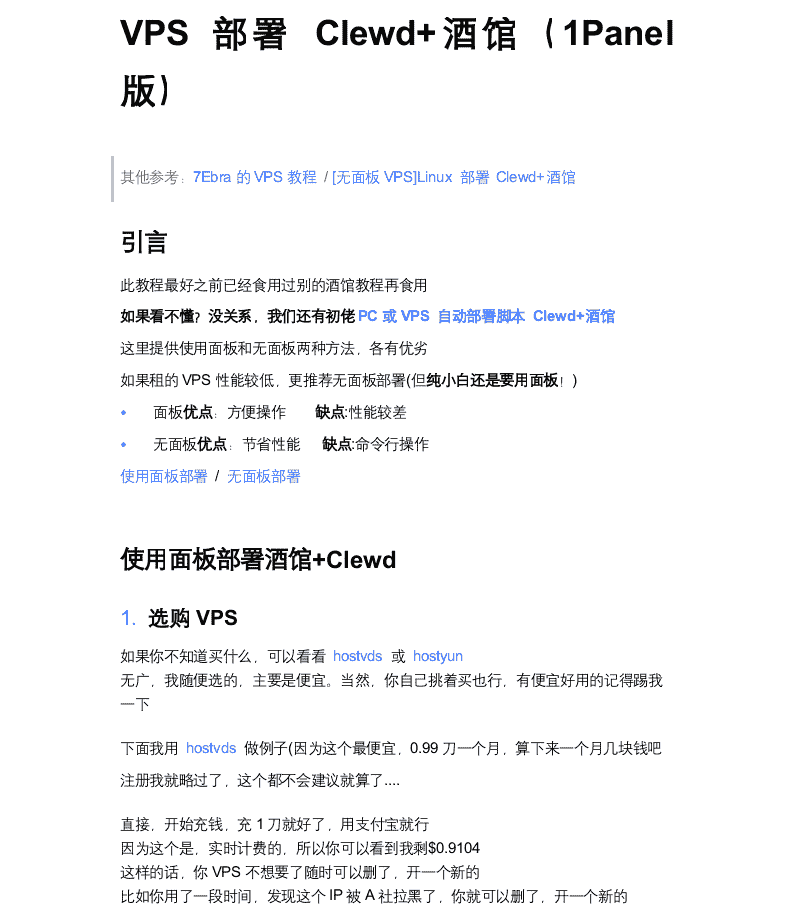 VPS 部署 Clewd+酒馆（1Panel
版）
其他参考：7Ebra 的 VPS 教程 / [无面板 VPS]Linux 部署 Clewd+酒馆
引言
此教程最好之前已经食用过别的酒馆教程再食用
如果看不懂？没关系，我们还有初佬 PC 或 VPS 自动部署脚本 Clewd+酒馆
这里提供使用面板和无面板两种方法，各有优劣
如果租的 VPS 性能较低，更推荐无面板部署(但纯小白还是要用面板！)
• 面板优点：方便操作 缺点:性能较差
• 无面板优点：节省性能 缺点:命令行操作
使用面板部署 / 无面板部署
使用面板部署酒馆+Clewd
1. 选购 VPS
如果你不知道买什么，可以看看 hostvds 或 hostyun
无广，我随便选的，主要是便宜。当然，你自己挑着买也行，有便宜好用的记得踢我
一下
下面我用 hostvds 做例子(因为这个最便宜，0.99 刀一个月，算下来一个月几块钱吧
注册我就略过了，这个都不会建议就算了....
直接，开始充钱，充 1 刀就好了，用支付宝就行
因为这个是，实时计费的，所以你可以看到我剩$0.9104
这样的话，你 VPS 不想要了随时可以删了，开一个新的
比如你用了一段时间，发现这个 IP 被 A 社拉黑了，你就可以删了，开一个新的